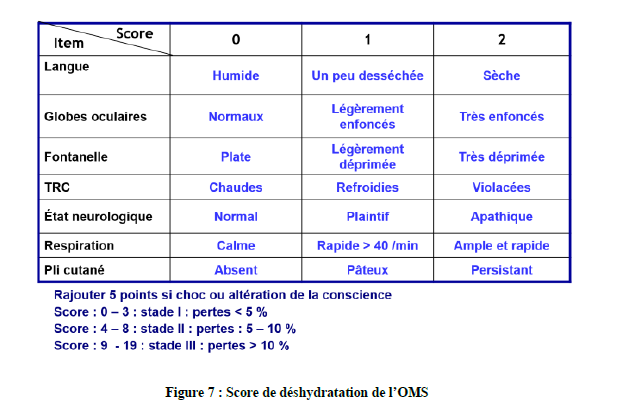 Item Score 0 1 2
Langue Humide Un peu desséchée Sèche
Globes oculaires Normaux Légèrement enfoncés Très enfoncés
Fontanelle Plate Légèrement déprimée Très déprimée
TRC Chaudes Refroidies Violacées
État neurologique Normal Plaintif Apathique
Respiration Calme Rapide > 40 /min Ample et rapide
Pli cutané Absent Pâteux Persistant
Rajouter 5 points si choc ou altération de la conscience
Score : 0 – 3 : stade I : pertes < 5 %
Score : 4 – 8 : stade II : pertes : 5 – 10 %
Score : 9 - 19 : stade III : pertes > 10 %
Figure 7 : Score de déshydratation de l’OMS